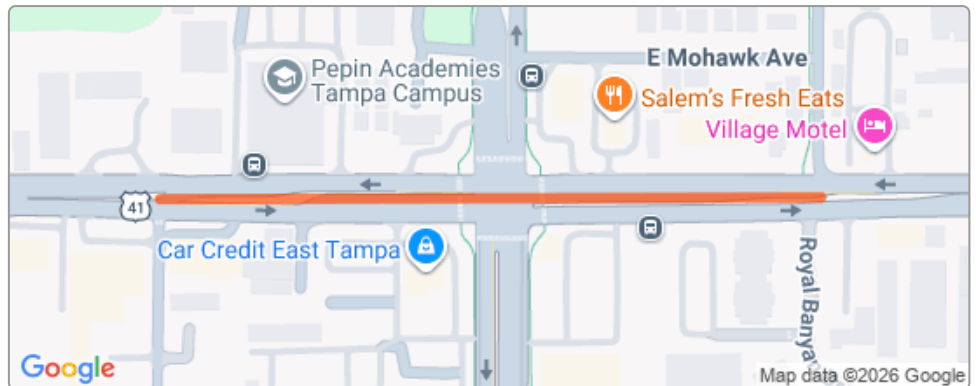 E Mohawk Ave
Pepin Academies
Tampa Campus
Salem's Fresh Eats
Village Motel
41
Car Credit East Tampa
Royal Banya
Google
Map data ©2026 Google